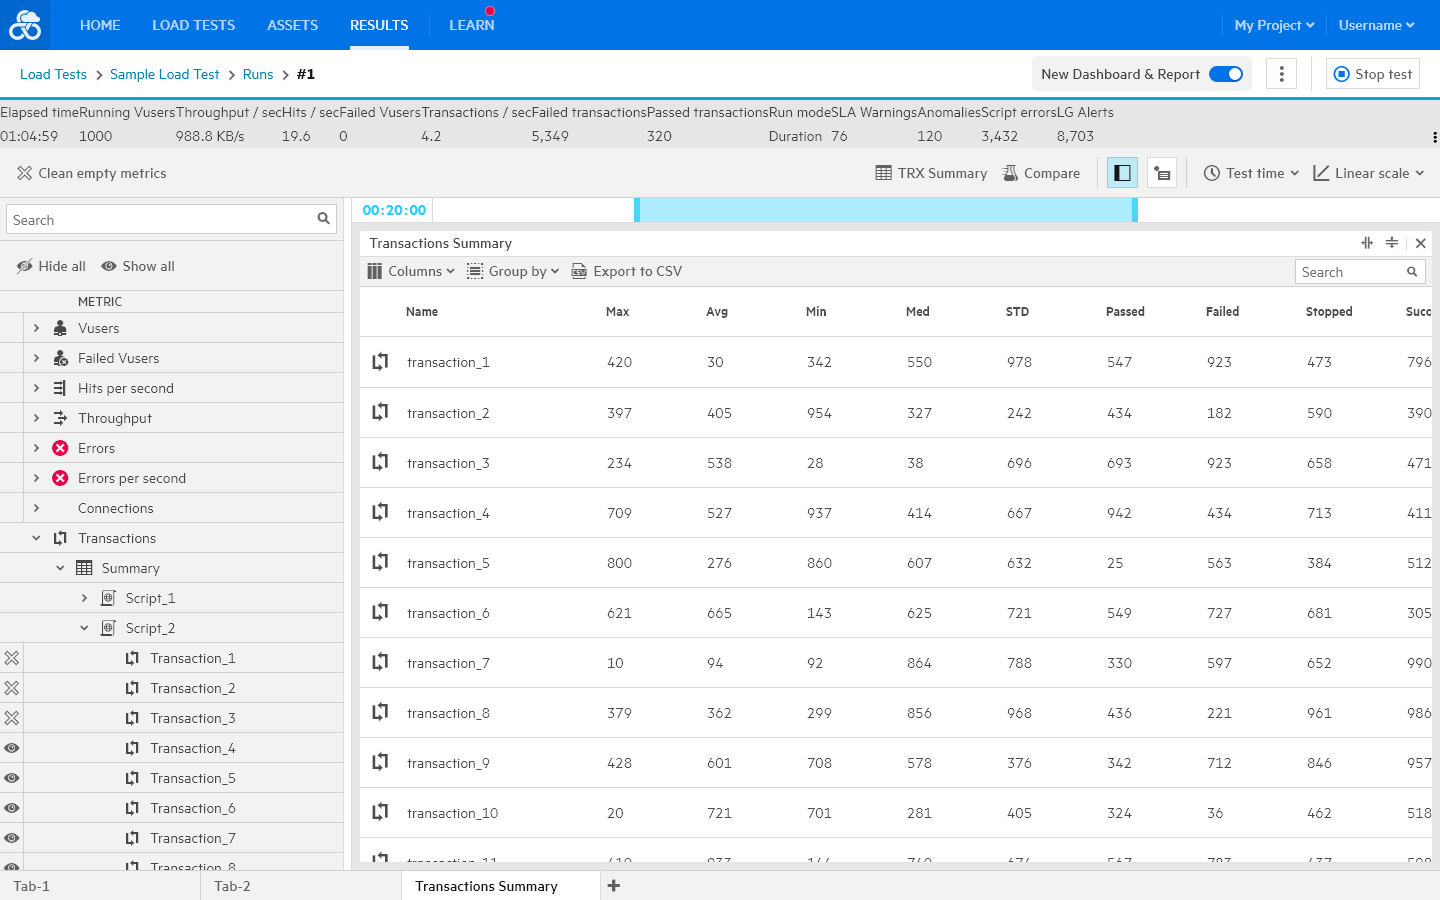 HOME LOAD TESTS ASSETS RESULTS LEARN My Project Username
Load Tests Sample Load Test Runs #1 New Dashboard & Report Stop test
Elapsed timeRunning VusersThroughput / secHits / secFailed VusersTransactions / secFailed transactionsPassed transactionsRun modeSLA WarningsAnomaliesScript errorsLG Alerts
01:04:59 1000 988.8 KB/s 19.6 0 4.2 5,349 320 Duration 76 120 3,432 8,703
Clean empty metrics TRX Summary Compare Test time Linear scale
Search
00:20:00
Hide all Show all
METRIC
Vusers
Failed Vusers
Hits per second
Throughput
Errors
Errors per second
Connections
Transactions
Summary
Script_1
Script_2
Transaction_1
Transaction_2
Transaction_3
Transaction_4
Transaction_5
Transaction_6
Transaction_7
Transaction_8
Transactions Summary
Columns Group by CSV Export to CSV Search
Name Max Avg Min Med STD Passed Failed Stopped Succ
transaction_1 420 30 342 550 978 547 923 473 796
transaction_2 397 405 954 327 242 434 182 590 390
transaction_3 234 538 28 38 696 693 923 658 471
transaction_4 709 527 937 414 667 942 434 713 411
transaction_5 800 276 860 607 632 25 563 384 512
transaction_6 621 665 143 625 721 549 727 681 305
transaction_7 10 94 92 864 788 330 597 652 990
transaction_8 379 362 299 856 968 436 221 961 986
transaction_9 428 601 708 578 376 342 712 846 957
transaction_10 20 721 701 281 405 324 36 462 518
transaction_11
Tab-1 Tab-2 Transactions Summary